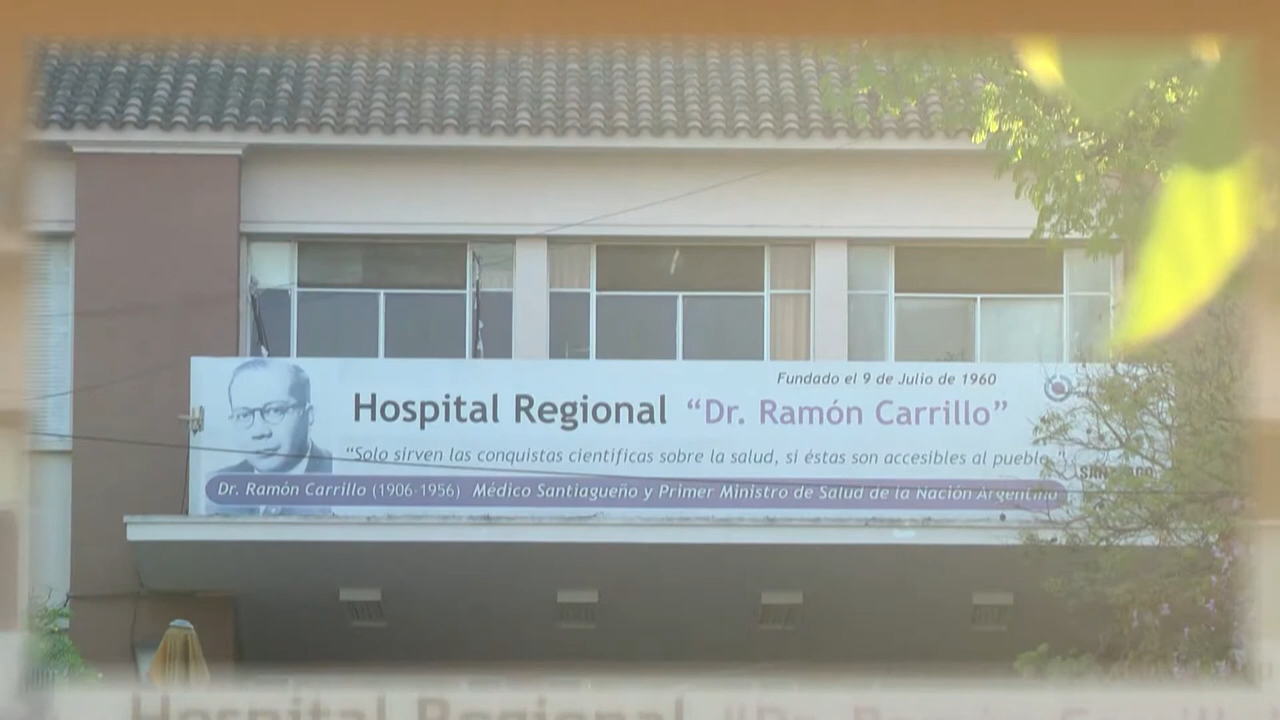 Fundado el 9 de Julio de 1960
Hospital Regional “Dr. Ramón Carrillo”
“Solo sirven las conquistas científicas sobre la salud, si éstas son accesibles al pueblo.”
Dr. Ramón Carrillo (1906-1956) Médico Santiagueño y Primer Ministro de Salud de la Nación Argentina
Hospital Regional